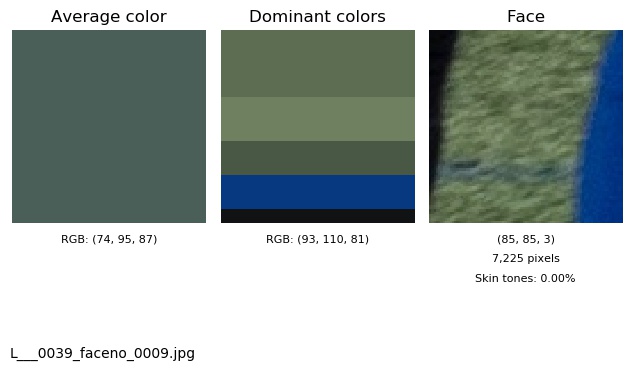 Average color
Dominant colors
Face
RGB: (74, 95, 87)
RGB: (93, 110, 81)
(85, 85, 3)
7,225 pixels
Skin tones: 0.00%
L___0039_faceno_0009.jpg